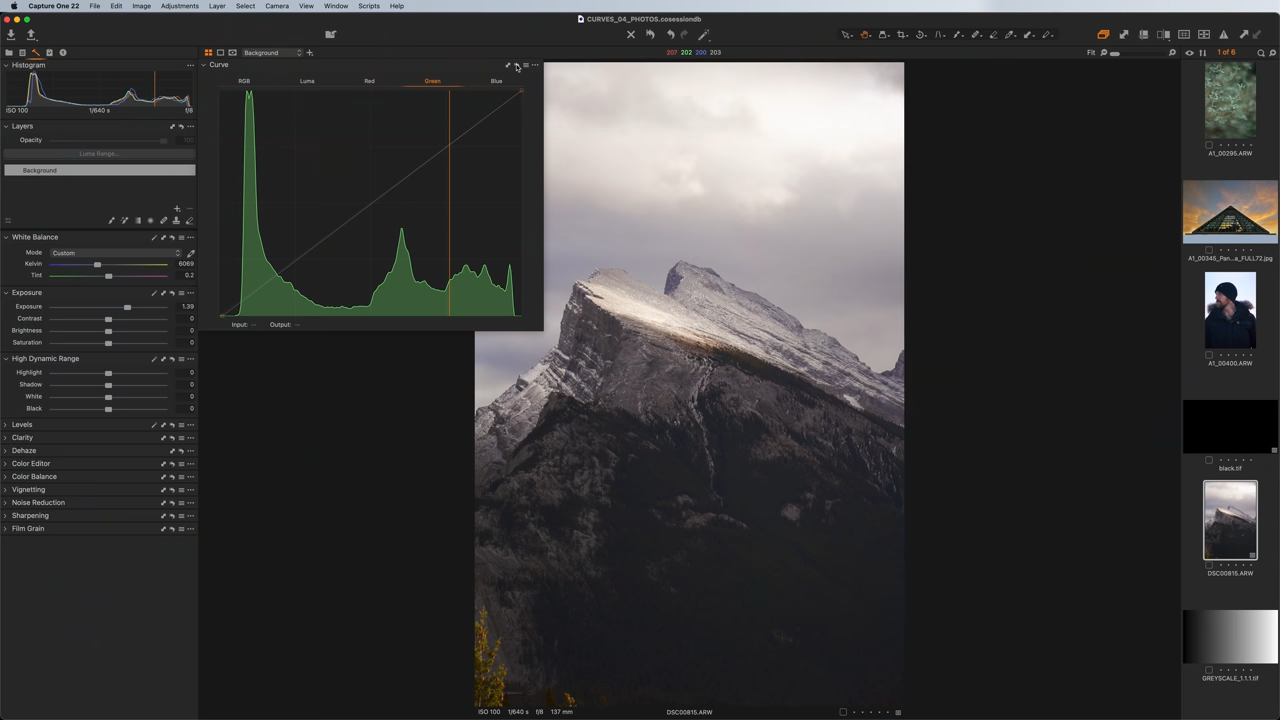 Capture One 22 File Edit Image Adjustments Layer Select Camera View Window Scripts Help
CURVES_04_PHOTOS.cosessiondb
Background
207 202 200 203
Fit
1 of 6
Histogram
ISO 100 1/640 s f/8
Layers
Opacity 100
Luma Range...
Background
White Balance
Mode Custom
Kelvin 6069
Tint 0.2
Exposure
Exposure 1.39
Contrast 0
Brightness 0
Saturation 0
High Dynamic Range
Highlight 0
Shadow 0
White 0
Black 0
Levels
Clarity
Dehaze
Color Editor
Color Balance
Vignetting
Noise Reduction
Sharpening
Film Grain
Curve
RGB Luma Red Green Blue
Input: -- Output: --
A1_00295.ARW
A1_00345_Pan...a_FULL72.jpg
A1_00400.ARW
black.tif
DSC00815.ARW
GREYSCALE_1.1.1.tif
ISO 100 1/640 s f/8 137 mm
DSC00815.ARW